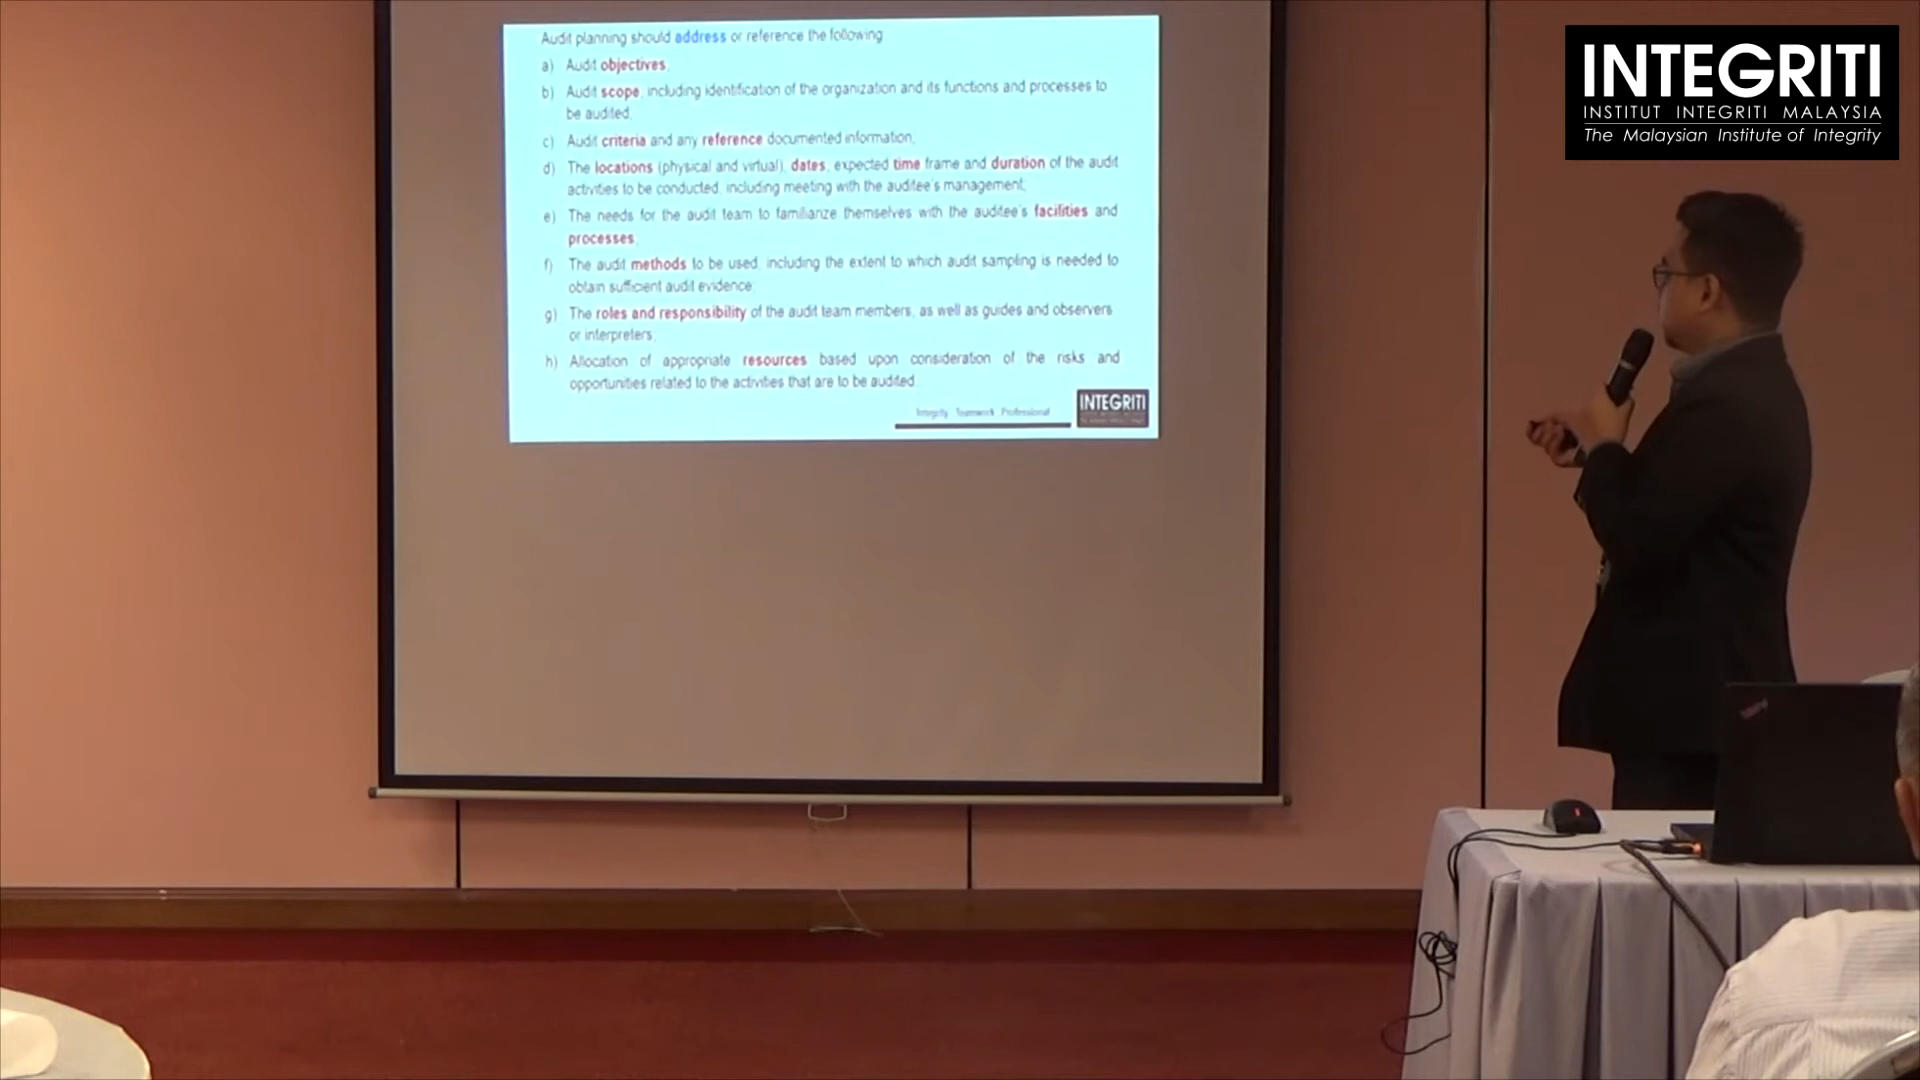 Audit planning should address or reference the following
a) Audit objectives;
b) Audit scope, including identification of the organization and its functions and processes to
be audited;
c) Audit criteria and any reference documented information;
d) The locations (physical and virtual), dates, expected time frame and duration of the audit
activities to be conducted, including meeting with the auditee's management;
e) The needs for the audit team to familiarize themselves with the auditee's facilities and
processes;
f) The audit methods to be used, including the extent to which audit sampling is needed to
obtain sufficient audit evidence;
g) The roles and responsibility of the audit team members, as well as guides and observers
or interpreters;
h) Allocation of appropriate resources based upon consideration of the risks and
opportunities related to the activities that are to be audited.
Integrity Teamwork Professional
INTEGRITI
INTEGRITI
INSTITUT INTEGRITI MALAYSIA
The Malaysian Institute of Integrity